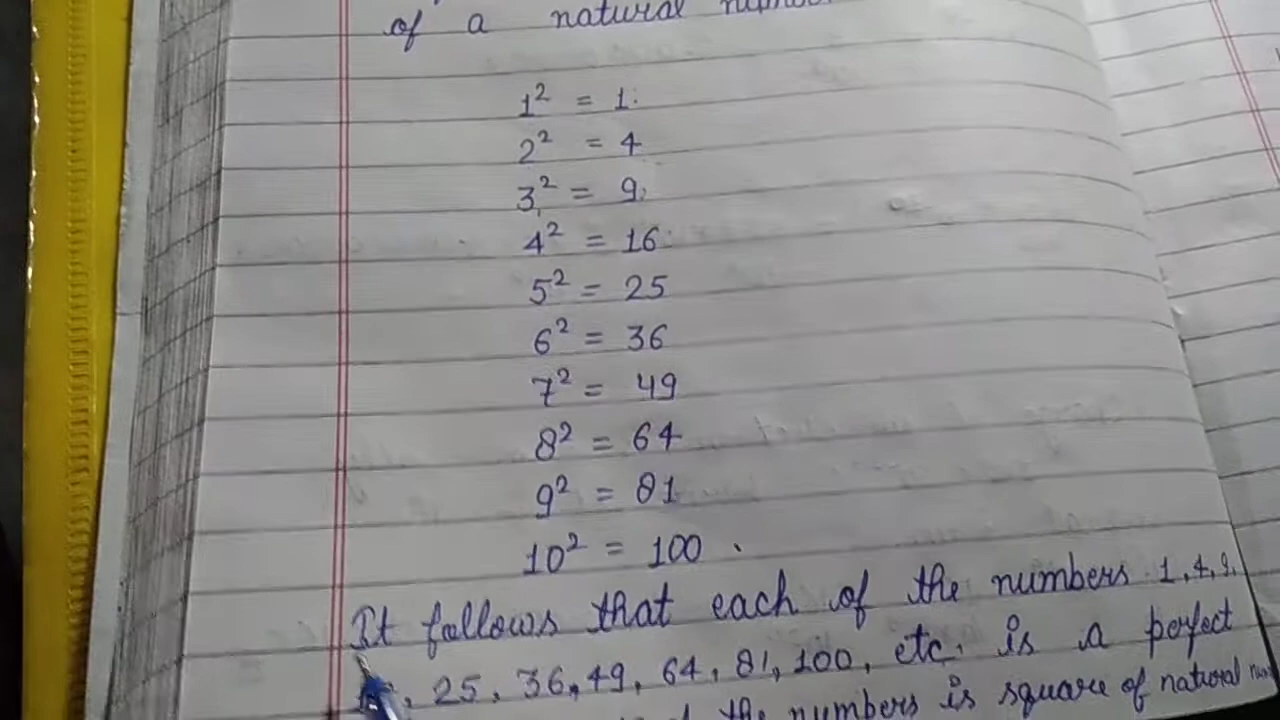 of a natural number
1² = 1
2² = 4
3² = 9
4² = 16
5² = 25
6² = 36
7² = 49
8² = 64
9² = 81
10² = 100 .
It follows that each of the numbers 1, 4, 9,
, 25, 36, 49, 64, 81, 100, etc. is a perfect
the numbers is square of natural